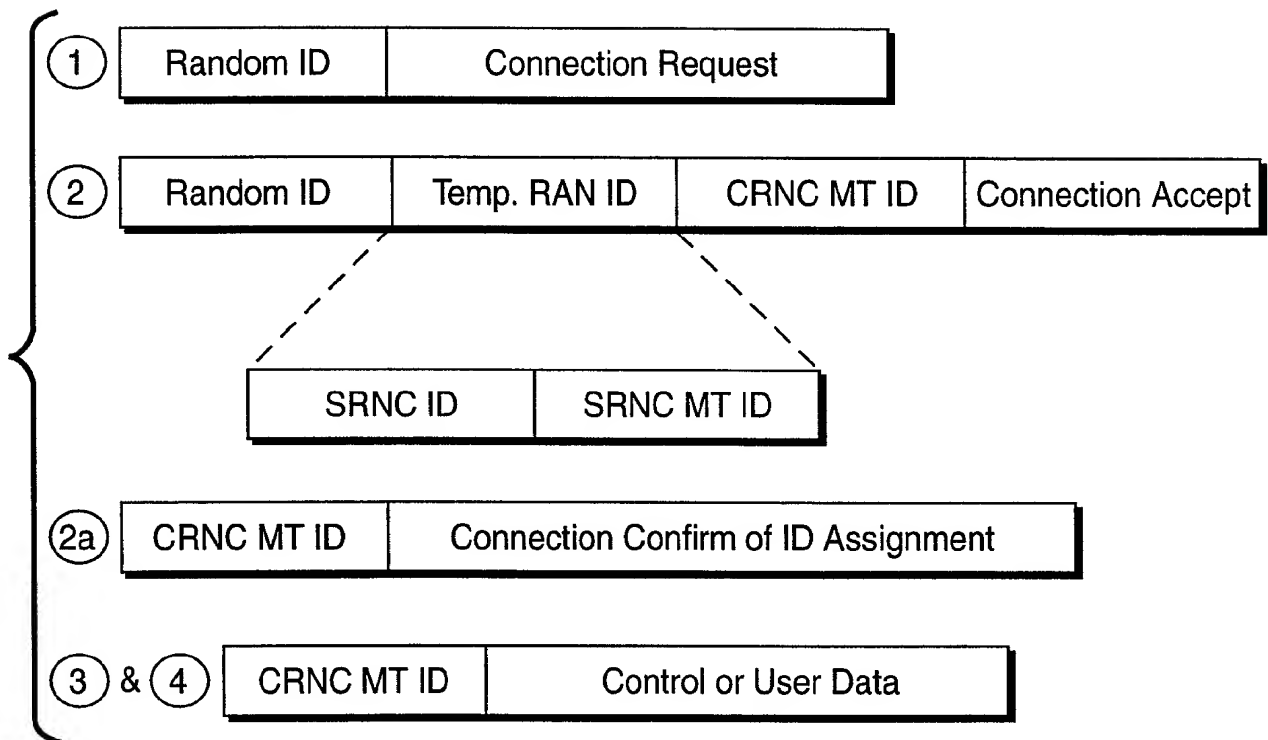 1 Random ID Connection Request
2 Random ID Temp. RAN ID CRNC MT ID Connection Accept
SRNC ID SRNC MT ID
2a CRNC MT ID Connection Confirm of ID Assignment
3 & 4 CRNC MT ID Control or User Data